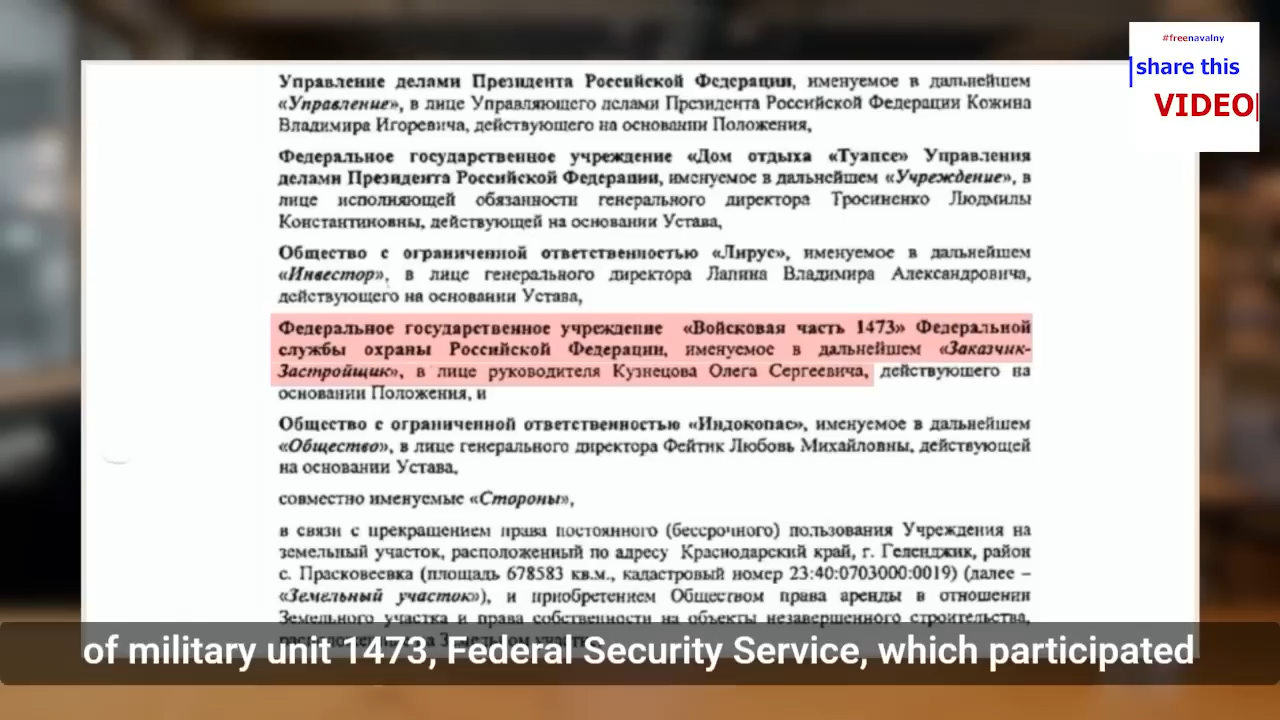 #freenavalny
share this
VIDEO
Управление делами Президента Российской Федерации, именуемое в дальнейшем
«Управление», в лице Управляющего делами Президента Российской Федерации Кожина
Владимира Игоревича, действующего на основании Положения,
Федеральное государственное учреждение «Дом отдыха «Туапсе» Управления
делами Президента Российской Федерации, именуемое в дальнейшем «Учреждение», в
лице исполняющей обязанности генерального директора Тросиненко Людмилы
Константиновны, действующей на основании Устава,
Общество с ограниченной ответственностью «Лирус», именуемое в дальнейшем
«Инвестор», в лице генерального директора Лапина Владимира Александровича,
действующего на основании Устава,
Федеральное государственное учреждение «Войсковая часть 1473» Федеральной
службы охраны Российской Федерации, именуемое в дальнейшем «Заказчик-
Застройщик», в лице руководителя Кузнецова Олега Сергеевича, действующего на
основании Положения, и
Общество с ограниченной ответственностью «Индокопас», именуемое в дальнейшем
«Общество», в лице генерального директора Фейтик Любовь Михайловны, действующей
на основании Устава,
совместно именуемые «Стороны»,
в связи с прекращением права постоянного (бессрочного) пользования Учреждения на
земельный участок, расположенный по адресу Краснодарский край, г. Геленджик, район
с. Прасковеевка (площадь 678583 кв.м., кадастровый номер 23:40:0703000:0019) (далее –
«Земельный участок»), и приобретением Обществом права аренды в отношении
Земельного участка и права собственности на объекты незавершенного строительства,
of military unit 1473, Federal Security Service, which participated